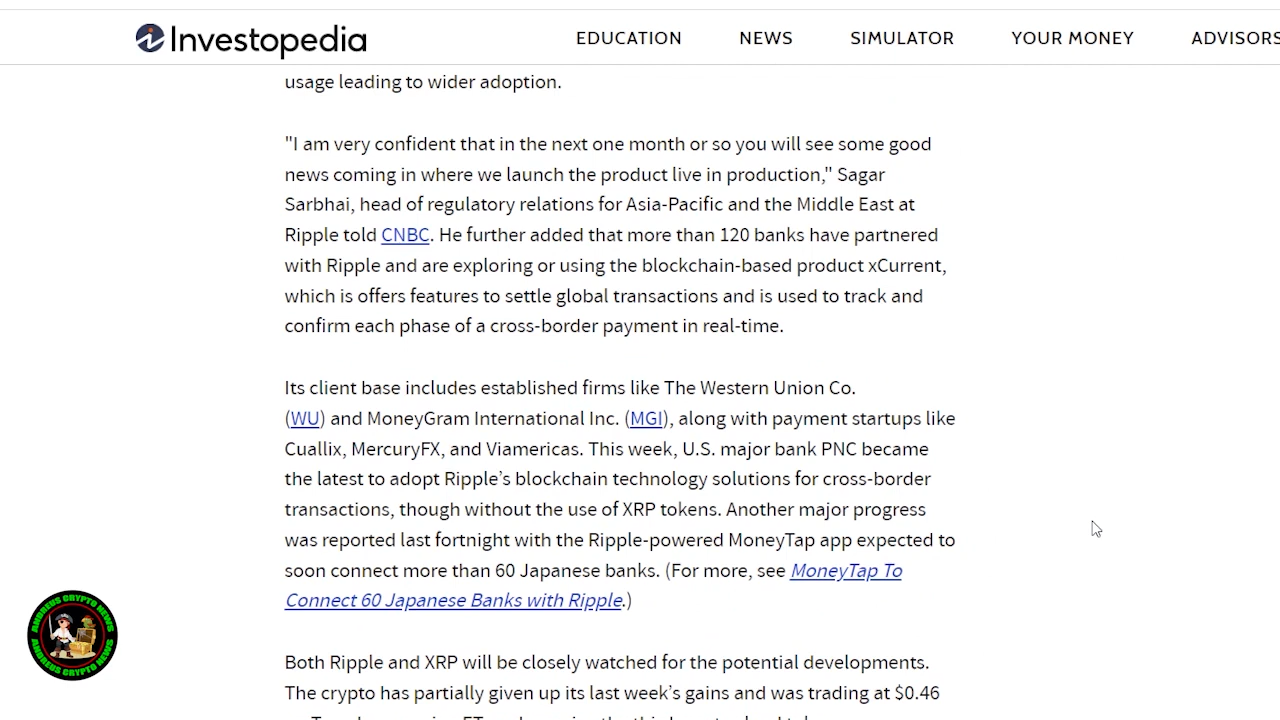 Investopedia
EDUCATION NEWS SIMULATOR YOUR MONEY ADVISORS
usage leading to wider adoption.
"I am very confident that in the next one month or so you will see some good
news coming in where we launch the product live in production," Sagar
Sarbhai, head of regulatory relations for Asia-Pacific and the Middle East at
Ripple told CNBC. He further added that more than 120 banks have partnered
with Ripple and are exploring or using the blockchain-based product xCurrent,
which is offers features to settle global transactions and is used to track and
confirm each phase of a cross-border payment in real-time.
Its client base includes established firms like The Western Union Co.
(WU) and MoneyGram International Inc. (MGI), along with payment startups like
Cuallix, MercuryFX, and Viamericas. This week, U.S. major bank PNC became
the latest to adopt Ripple’s blockchain technology solutions for cross-border
transactions, though without the use of XRP tokens. Another major progress
was reported last fortnight with the Ripple-powered MoneyTap app expected to
soon connect more than 60 Japanese banks. (For more, see MoneyTap To
Connect 60 Japanese Banks with Ripple.)
ANDREUS CRYPTO NEWS
ANDREUS CRYPTO NEWS
Both Ripple and XRP will be closely watched for the potential developments.
The crypto has partially given up its last week’s gains and was trading at $0.46